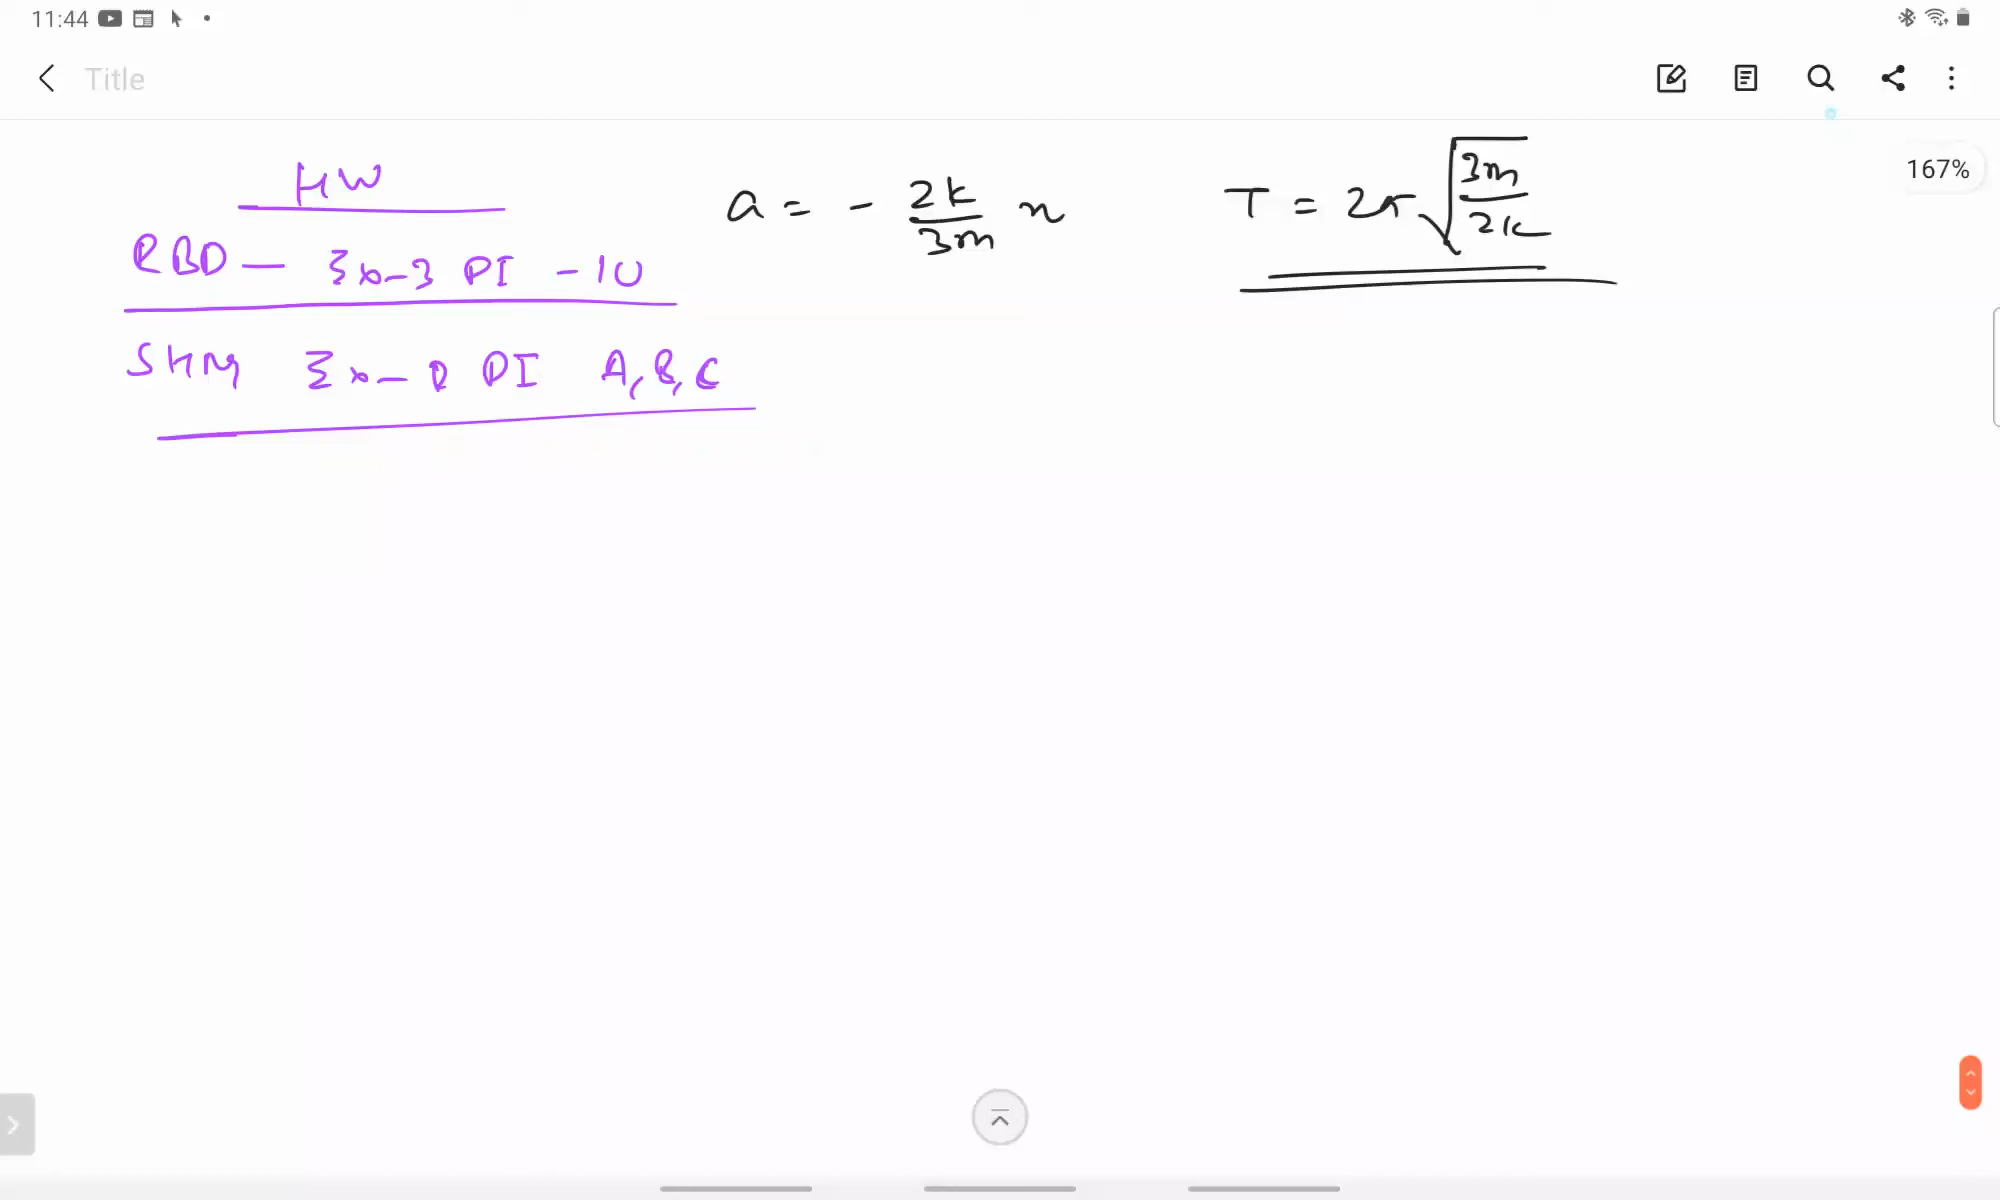 11:44
Title
167%
HW
RBD — Ex-3 PI - 10
SHM Ex-2 PI A, B, C
a = - 2k/3m x
T = 2π √(3m/2k)